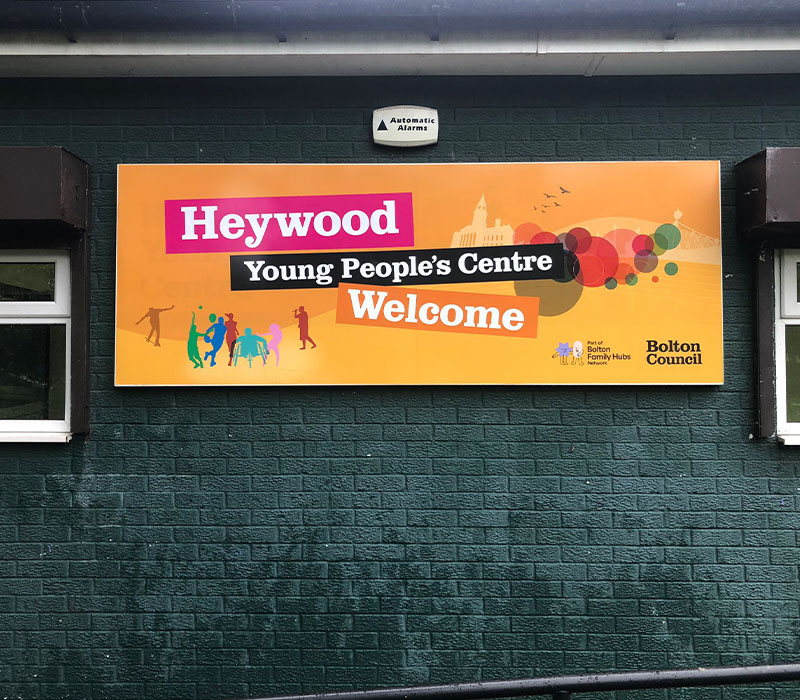 Automatic
Alarms
Heywood
Young People's Centre
Welcome
Part of
Bolton
Family Hubs
Network
Bolton
Council